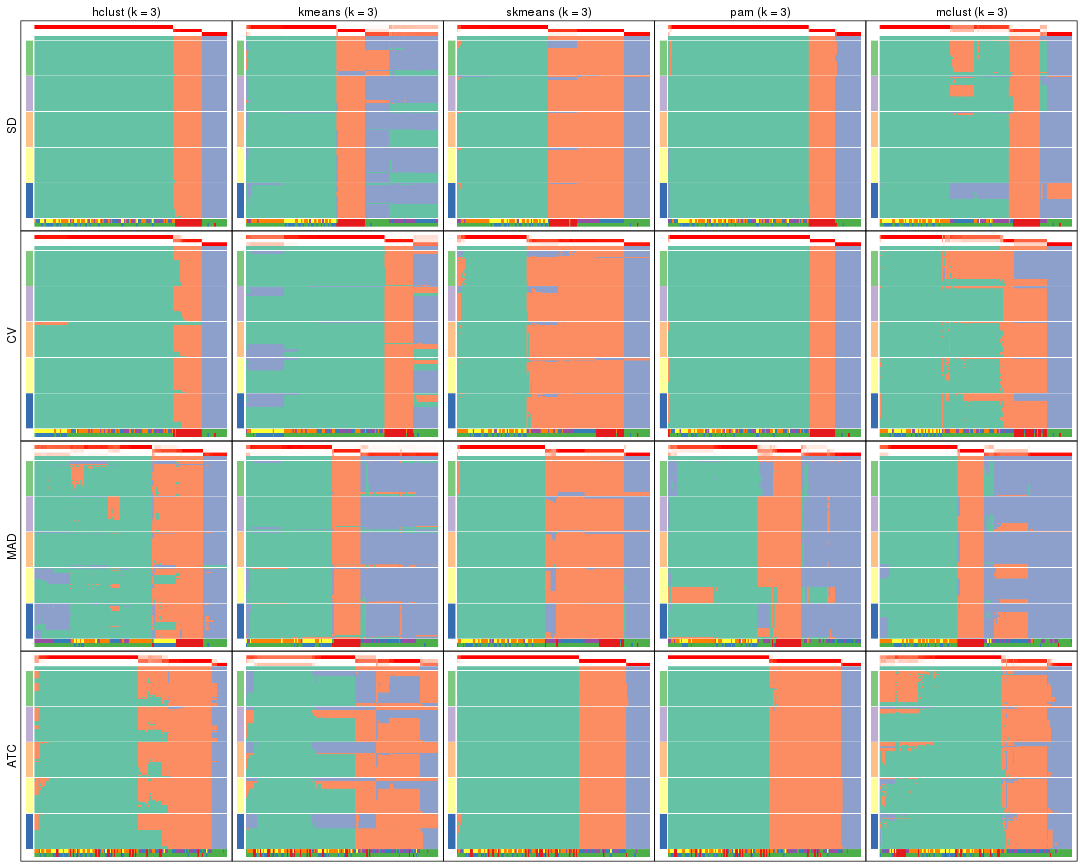 hclust (k = 3)
kmeans (k = 3)
skmeans (k = 3)
pam (k = 3)
mclust (k = 3)
SD
CV
MAD
ATC